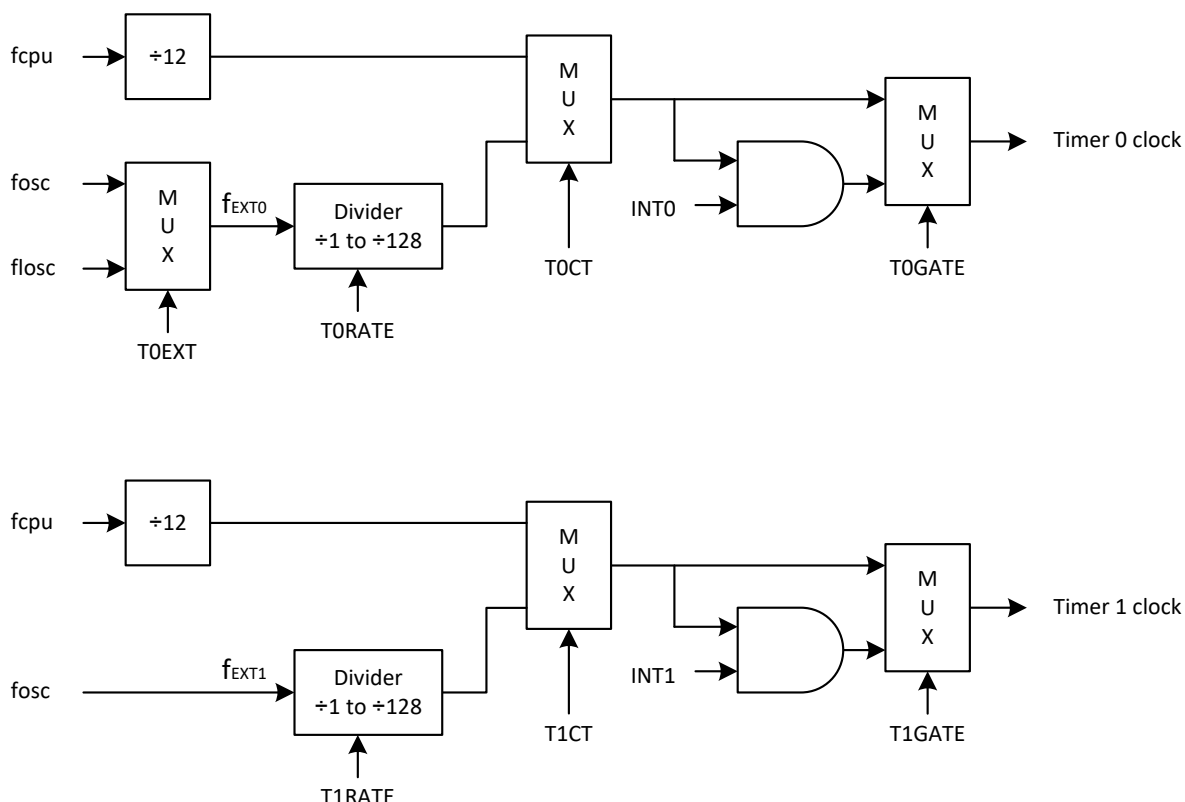 fcpu
÷12
M
U
X
M
U
X
Timer 0 clock
fosc
M
U
X
fEXT0
Divider
÷1 to ÷128
INT0
flosc
T0CT
T0GATE
T0RATE
T0EXT
fcpu
÷12
M
U
X
M
U
X
Timer 1 clock
fosc
fEXT1
Divider
÷1 to ÷128
INT1
T1CT
T1GATE
T1RATE